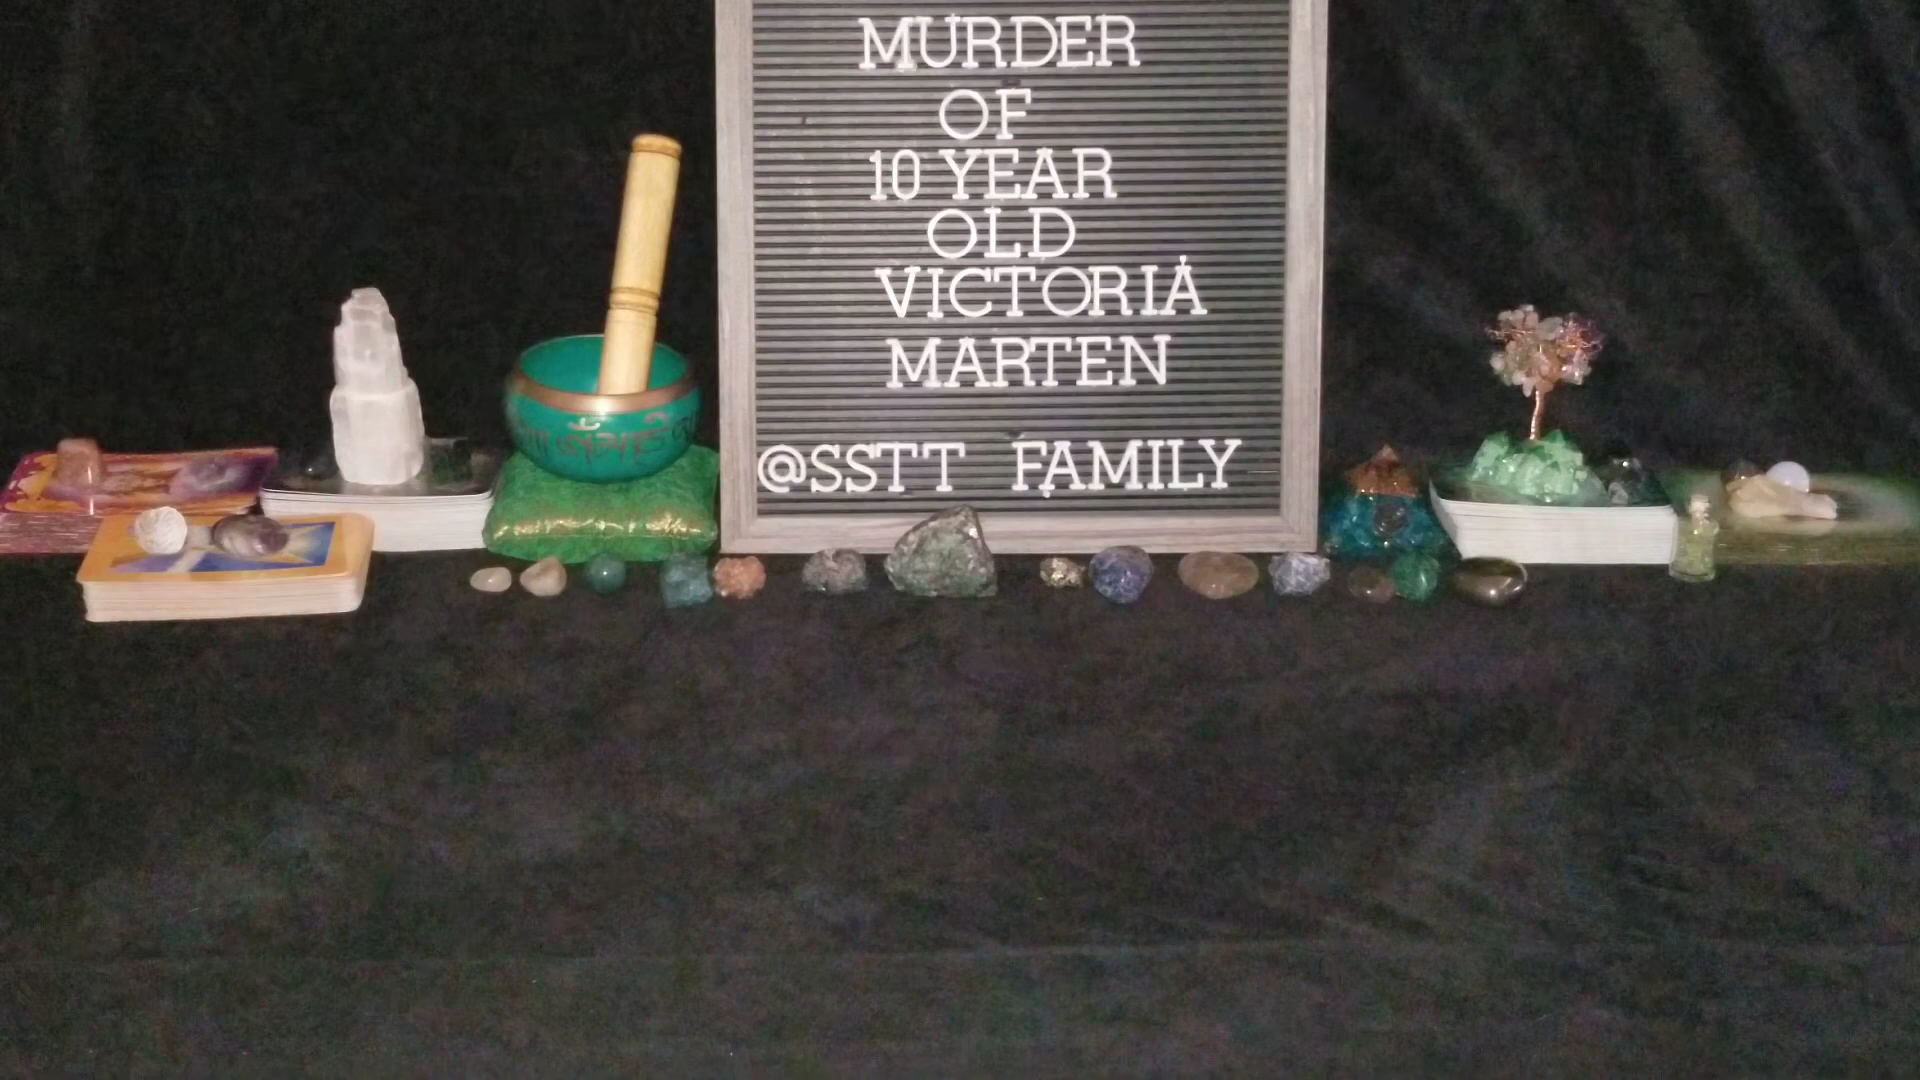 MURDER
OF
10 YEAR
OLD
VICTORIA
MARTEN
@SSTT FAMILY